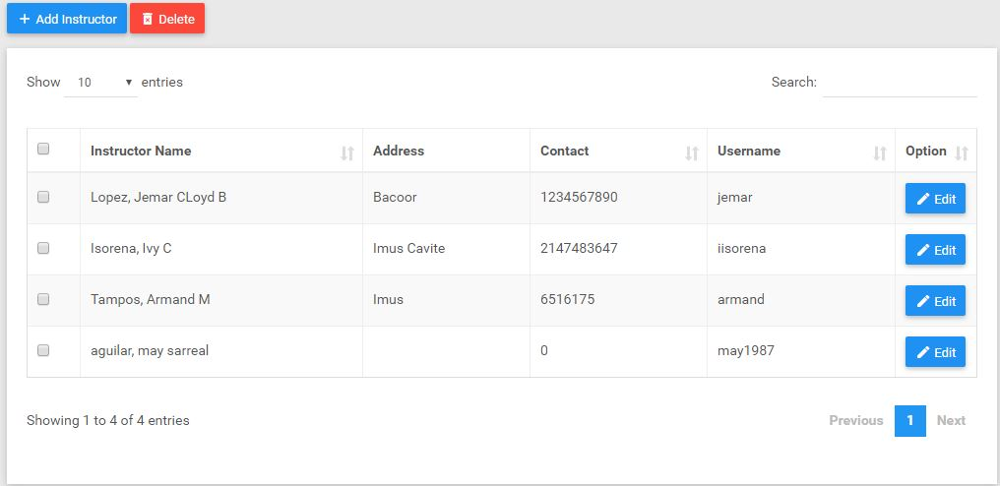 Add Instructor Delete
Show 10 entries Search:
Instructor Name Address Contact Username Option
Lopez, Jemar CLoyd B Bacoor 1234567890 jemar Edit
Isorena, Ivy C Imus Cavite 2147483647 iisorena Edit
Tampos, Armand M Imus 6516175 armand Edit
aguilar, may sarreal 0 may1987 Edit
Showing 1 to 4 of 4 entries Previous 1 Next